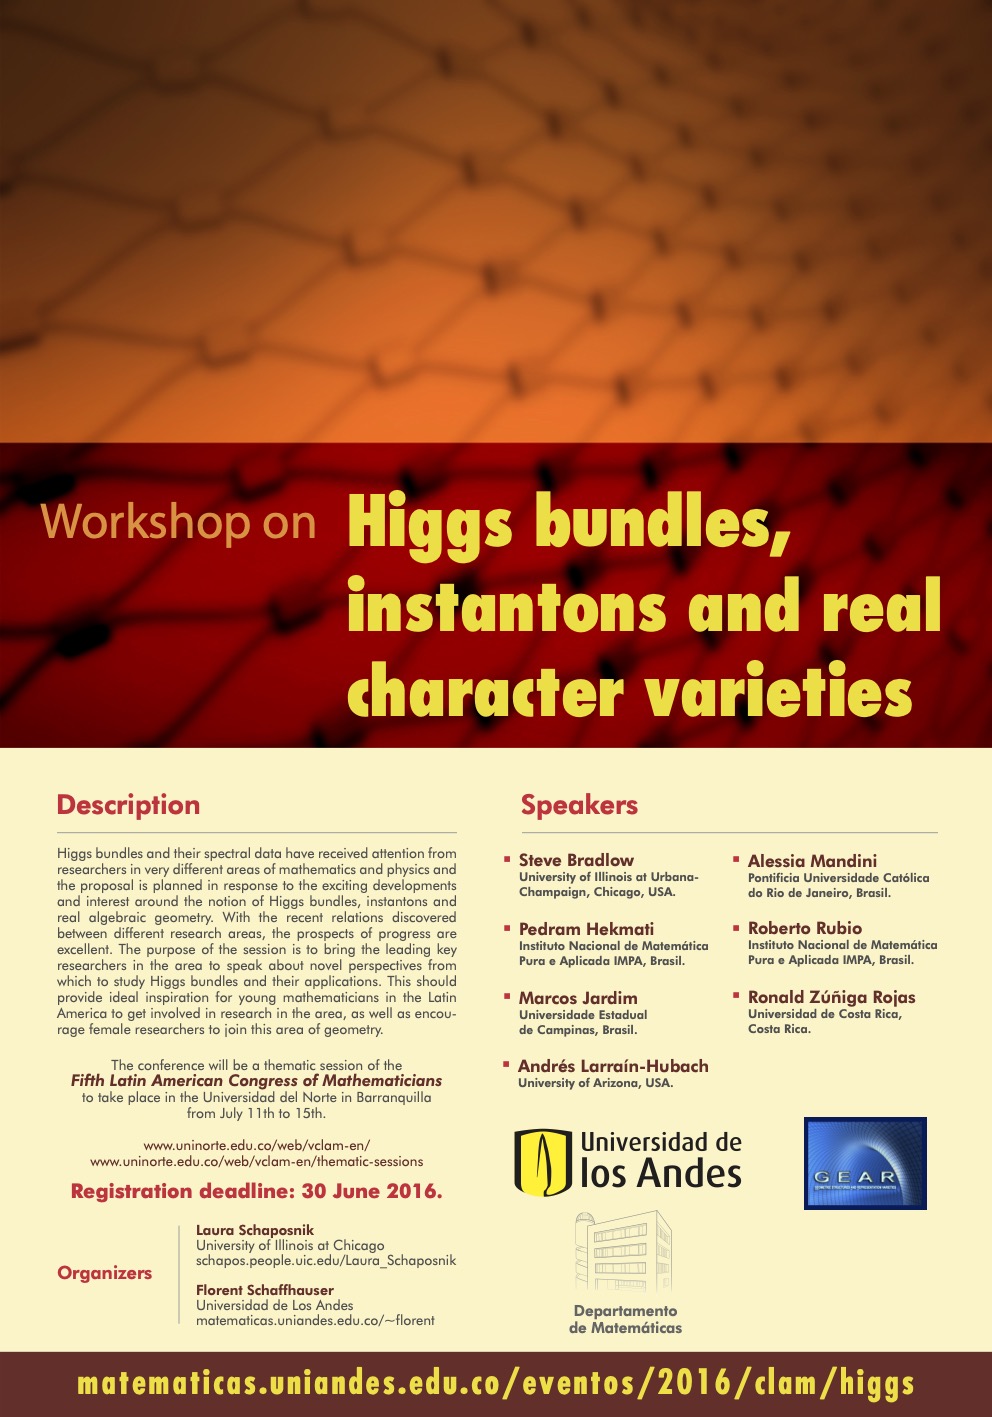 Workshop on
Higgs bundles,
instantons and real
character varieties
Description
Higgs bundles and their spectral data have received attention from
researchers in very different areas of mathematics and physics and
the proposal is planned in response to the exciting developments
and interest around the notion of Higgs bundles, instantons and
real algebraic geometry. With the recent relations discovered
between different research areas, the prospects of progress are
excellent. The purpose of the session is to bring the leading key
researchers in the area to speak about novel perspectives from
which to study Higgs bundles and their applications. This should
provide ideal inspiration for young mathematicians in the Latin
America to get involved in research in the area, as well as encou-
rage female researchers to join this area of geometry.
The conference will be a thematic session of the
Fifth Latin American Congress of Mathematicians
to take place in the Universidad del Norte in Barranquilla
from July 11th to 15th.
www.uninorte.edu.co/web/vclam-en/
www.uninorte.edu.co/web/vclam-en/thematic-sessions
Registration deadline: 30 June 2016.
Organizers
Laura Schaposnik
University of Illinois at Chicago
schapos.people.uic.edu/Laura_Schaposnik
Florent Schaffhauser
Universidad de Los Andes
matematicas.uniandes.edu.co/~florent
Speakers
Steve Bradlow
University of Illinois at Urbana-
Champaign, Chicago, USA.
Pedram Hekmati
Instituto Nacional de Matemática
Pura e Aplicada IMPA, Brasil.
Marcos Jardim
Universidade Estadual
de Campinas, Brasil.
Andrés Larraín-Hubach
University of Arizona, USA.
Alessia Mandini
Pontificia Universidade Católica
do Rio de Janeiro, Brasil.
Roberto Rubio
Instituto Nacional de Matemática
Pura e Aplicada IMPA, Brasil.
Ronald Zúñiga Rojas
Universidad de Costa Rica,
Costa Rica.
Universidad de
los Andes
GEAR
Departamento
de Matemáticas
matematicas.uniandes.edu.co/eventos/2016/clam/higgs